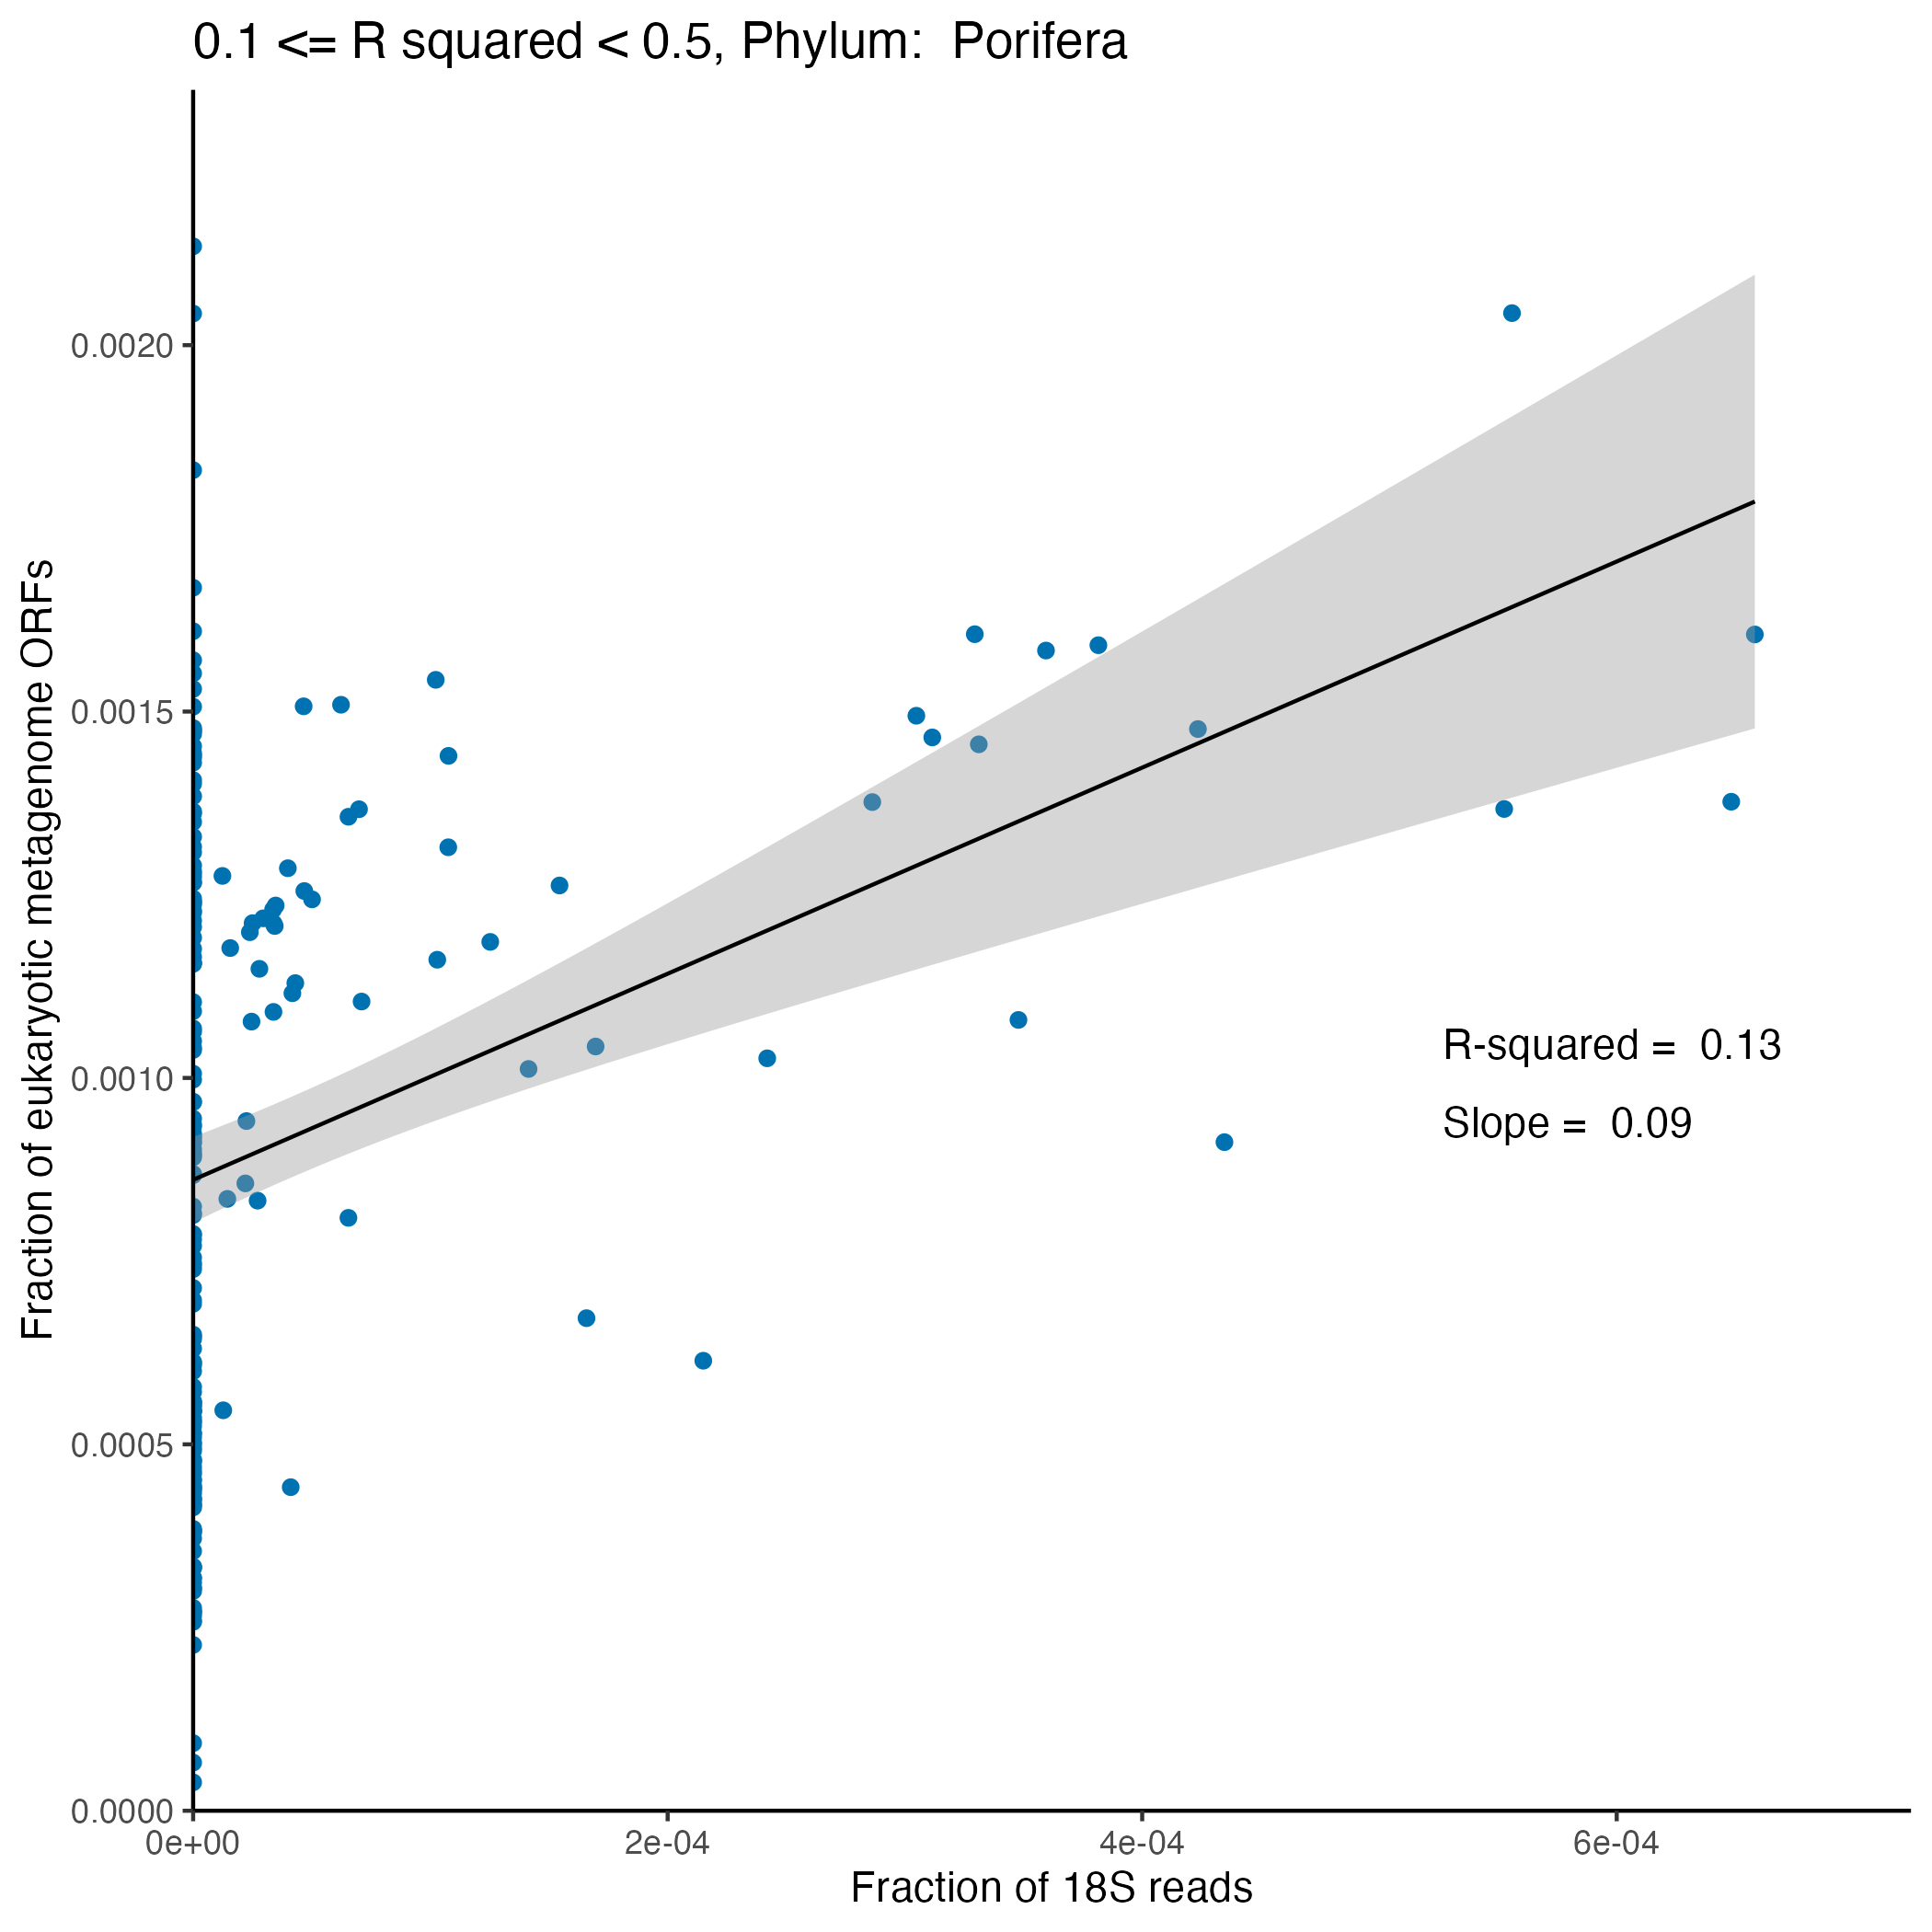 0.1 <= R squared < 0.5, Phylum:  Porifera
Fraction of eukaryotic metagenome ORFs
0.0020
0.0015
0.0010
0.0005
0.0000
R-squared =  0.13
Slope =  0.09
0e+00
2e-04
4e-04
6e-04
Fraction of 18S reads